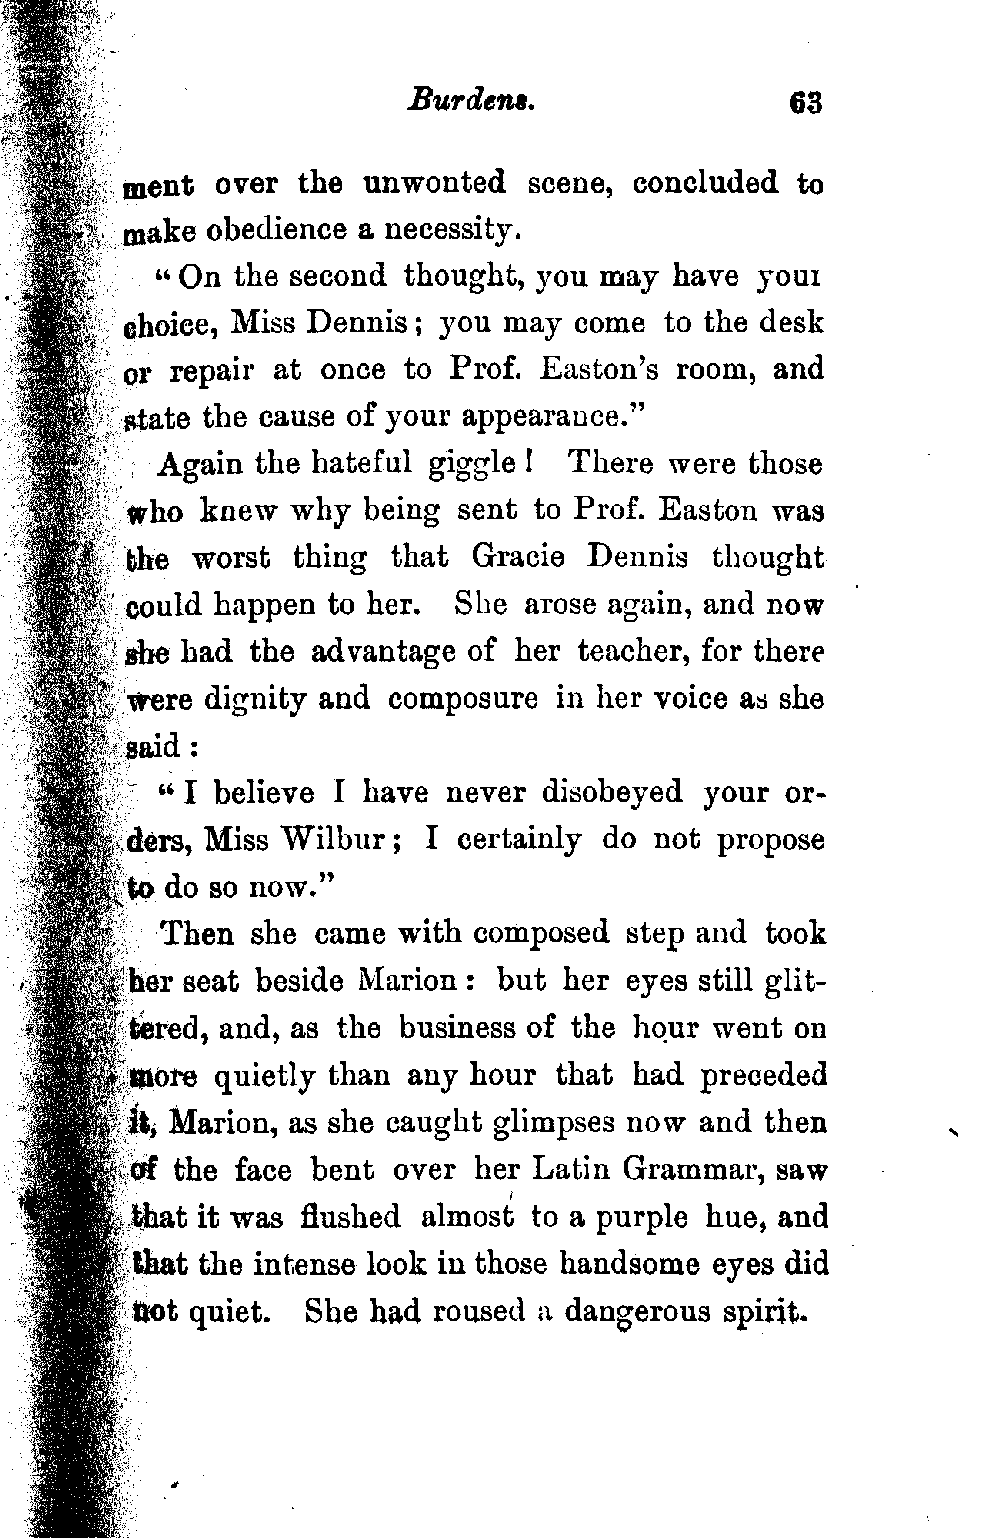 Burdens. 63
ment over the unwonted scene, concluded to
make obedience a necessity.
“ On the second thought, you may have your
choice, Miss Dennis; you may come to the desk
or repair at once to Prof. Easton’s room, and
state the cause of your appearance.”
Again the hateful giggle! There were those
who knew why being sent to Prof. Easton was
the worst thing that Gracie Dennis thought
could happen to her. She arose again, and now
she had the advantage of her teacher, for there
were dignity and composure in her voice as she
said :
“ I believe I have never disobeyed your or-
ders, Miss Wilbur; I certainly do not propose
to do so now.”
Then she came with composed step and took
her seat beside Marion: but her eyes still glit-
tered, and, as the business of the hour went on
more quietly than any hour that had preceded
it, Marion, as she caught glimpses now and then
of the face bent over her Latin Grammar, saw
that it was flushed almost to a purple hue, and
that the intense look in those handsome eyes did
not quiet. She had roused a dangerous spirit.